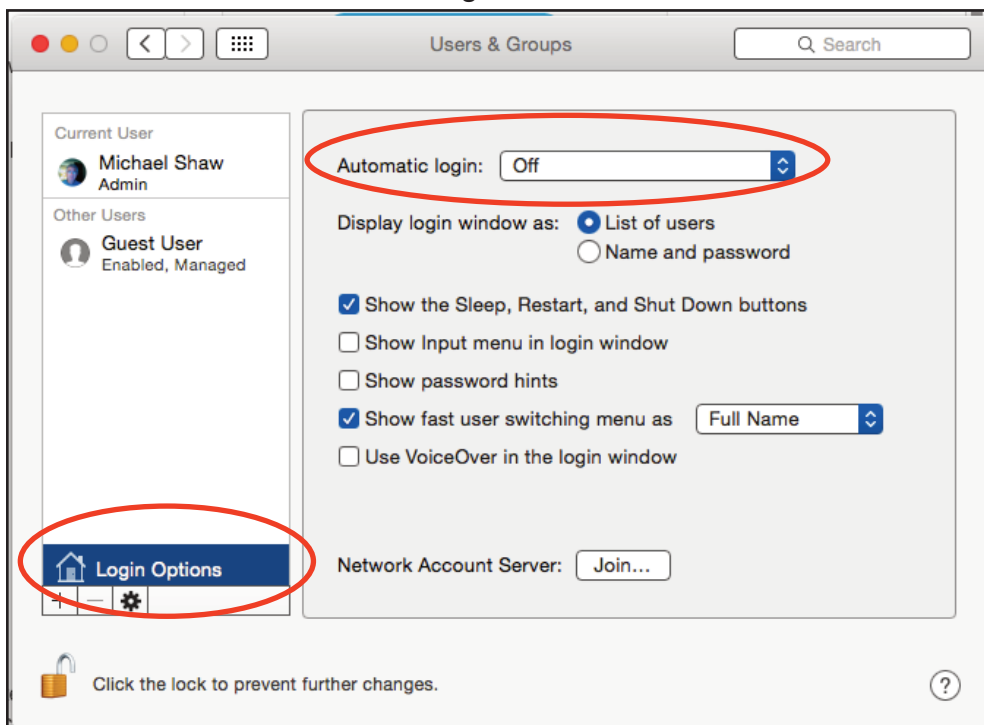 Users & Groups
Search
Current User
Michael Shaw
Admin
Other Users
Guest User
Enabled, Managed
Login Options
Automatic login: Off
Display login window as: List of users
Name and password
Show the Sleep, Restart, and Shut Down buttons
Show Input menu in login window
Show password hints
Show fast user switching menu as Full Name
Use VoiceOver in the login window
Network Account Server: Join...
Click the lock to prevent further changes.
?